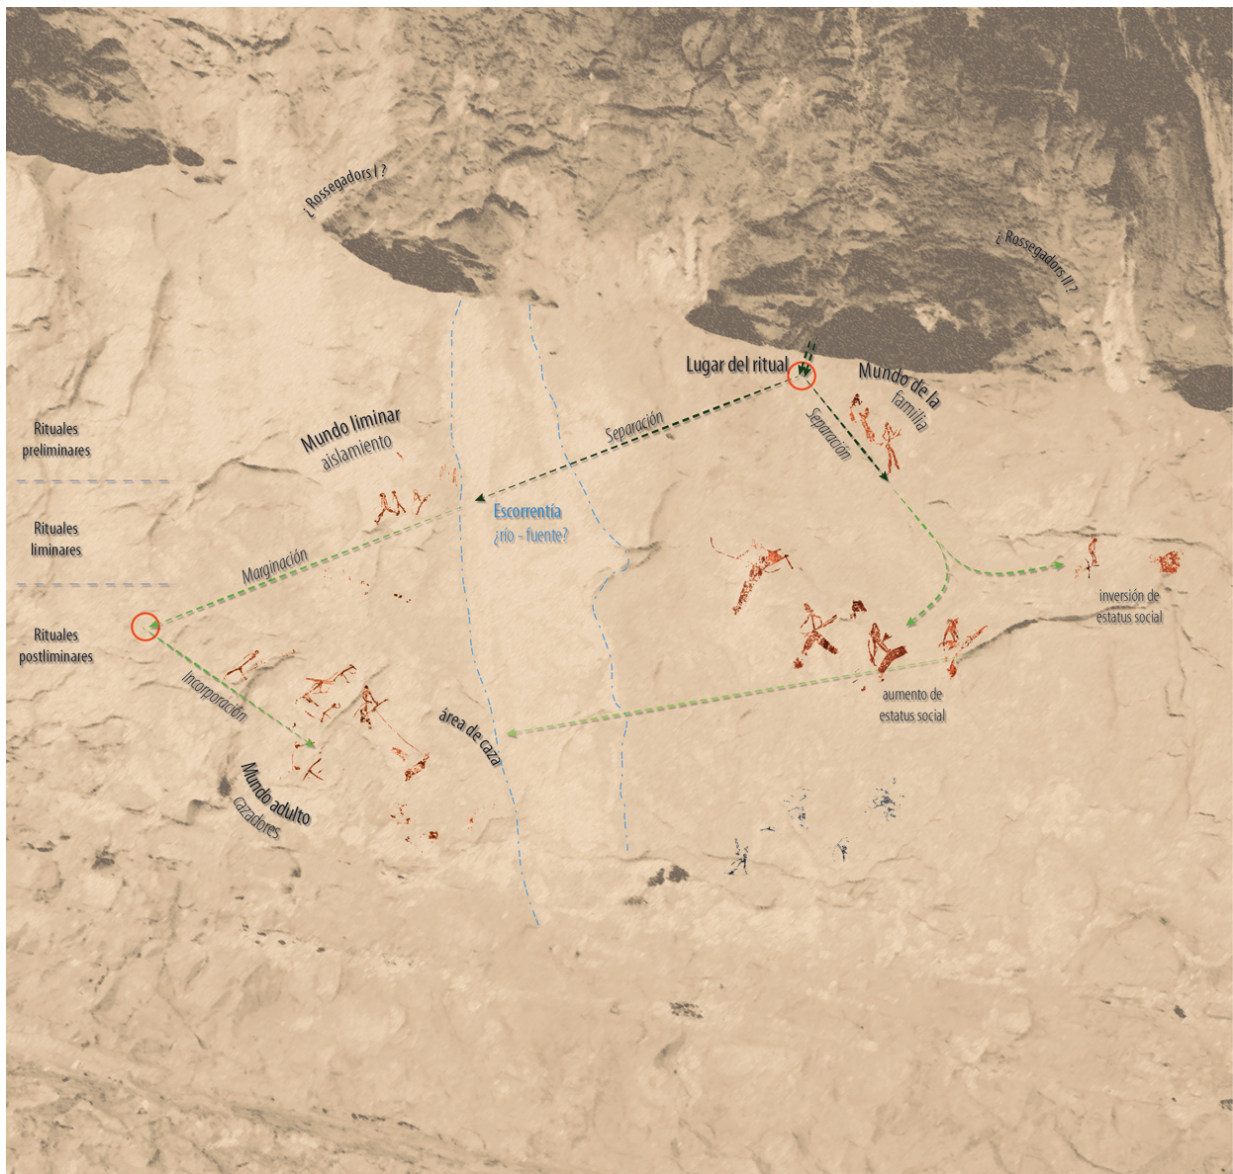 ¿ Rossegadors I ?
¿ Rossegadors II ?
Lugar del ritual
Mundo de la
familia
Separación
Separación
Mundo liminar
aislamiento
Rituales
preliminares
Escorrentía
¿río - fuente?
Rituales
liminares
Marginación
inversión de
estatus social
Rituales
postliminares
Incorporación
aumento de
estatus social
área de caza
Mundo adulto
cazadores